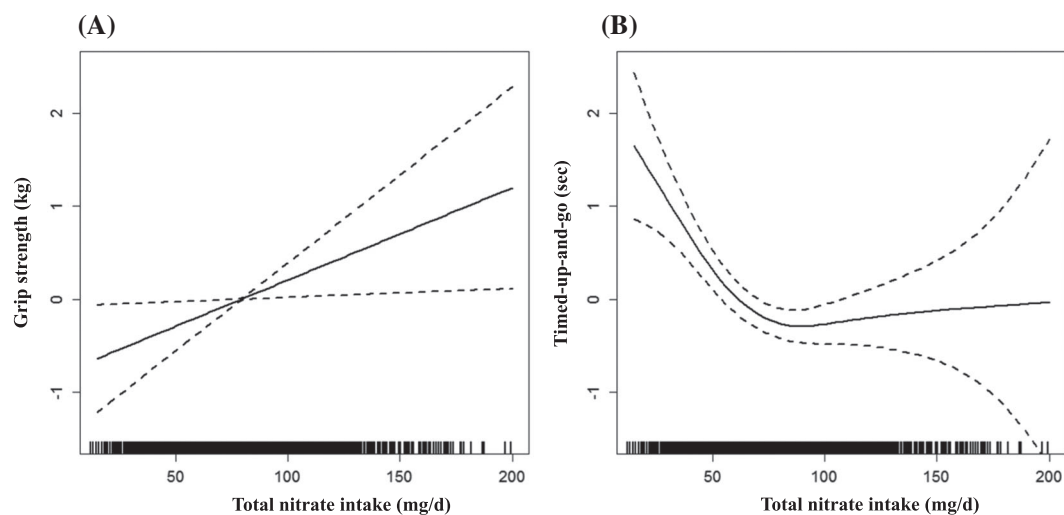 (A)
Grip strength (kg)
2
1
0
-1
50
100
150
200
Total nitrate intake (mg/d)
(B)
Timed-up-and-go (sec)
2
1
0
-1
50
100
150
200
Total nitrate intake (mg/d)